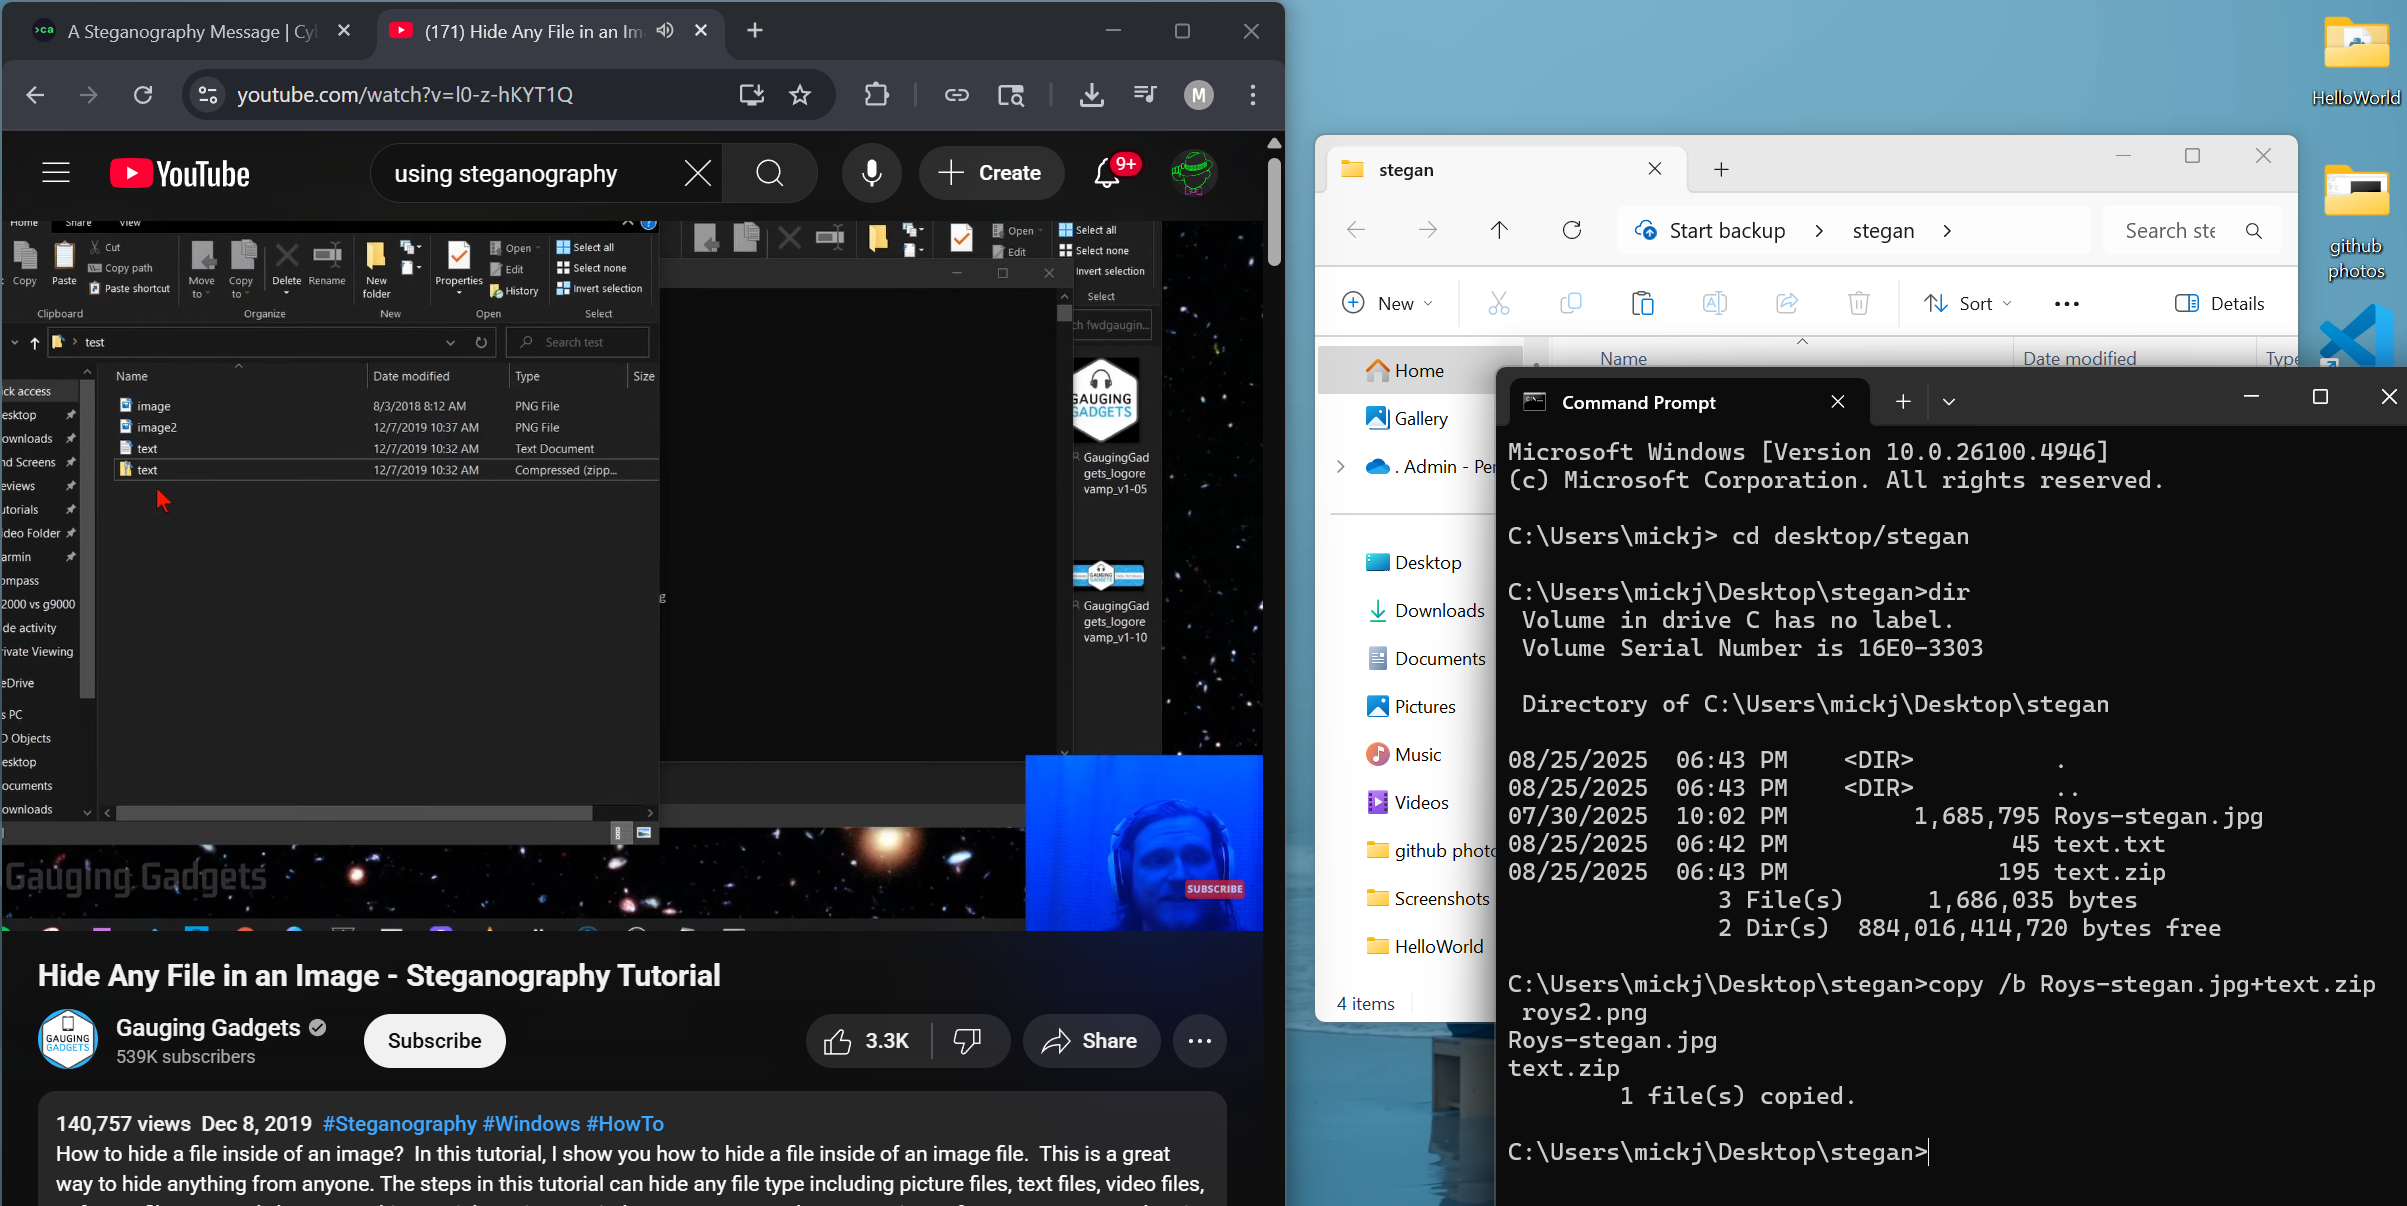 >ca A Steganography Message | Cy
(171) Hide Any File in an Im
youtube.com/watch?v=l0-z-hKYT1Q
M
YouTube
using steganography
Create
9+
Home Share View
Copy
Paste
Cut
Copy path
Paste shortcut
Move to
Copy to
Delete
Rename
New folder
Properties
Open
Edit
History
Select all
Select none
Invert selection
Clipboard
Organize
New
Open
Select
Open
Edit
Select all
Select none
Invert selection
Select
test
Search test
ch fwdgaugin...
Name Date modified Type Size
image 8/3/2018 8:12 AM PNG File
image2 12/7/2019 10:37 AM PNG File
text 12/7/2019 10:32 AM Text Document
text 12/7/2019 10:32 AM Compressed (zipp...
ick access
esktop
ownloads
nd Screens
eviews
utorials
ideo Folder
armin
ompass
2000 vs g9000
de activity
rivate Viewing
eDrive
s PC
D Objects
esktop
ocuments
ownloads
GAUGING
GADGETS
GaugingGad
gets_logore
vamp_v1-05
GAUGING
GADGETS
GaugingGad
gets_logore
vamp_v1-10
g
Gauging Gadgets
SUBSCRIBE
Hide Any File in an Image - Steganography Tutorial
GAUGING
GADGETS
Gauging Gadgets
539K subscribers
Subscribe
3.3K
Share
140,757 views Dec 8, 2019 #Steganography #Windows #HowTo
How to hide a file inside of an image? In this tutorial, I show you how to hide a file inside of an image file. This is a great
way to hide anything from anyone. The steps in this tutorial can hide any file type including picture files, text files, video files,
stegan
Start backup > stegan >
Search ste
New
Sort
Details
Name Date modified Type
Home
Gallery
. Admin - Per
Desktop
Downloads
Documents
Pictures
Music
Videos
github photo
Screenshots
HelloWorld
4 items
Command Prompt
Microsoft Windows [Version 10.0.26100.4946]
(c) Microsoft Corporation. All rights reserved.
C:\Users\mickj> cd desktop/stegan
C:\Users\mickj\Desktop\stegan>dir
Volume in drive C has no label.
Volume Serial Number is 16E0-3303
Directory of C:\Users\mickj\Desktop\stegan
08/25/2025 06:43 PM <DIR> .
08/25/2025 06:43 PM <DIR> ..
07/30/2025 10:02 PM 1,685,795 Roys-stegan.jpg
08/25/2025 06:42 PM 45 text.txt
08/25/2025 06:43 PM 195 text.zip
3 File(s) 1,686,035 bytes
2 Dir(s) 884,016,414,720 bytes free
C:\Users\mickj\Desktop\stegan>copy /b Roys-stegan.jpg+text.zip
roys2.png
Roys-stegan.jpg
text.zip
1 file(s) copied.
C:\Users\mickj\Desktop\stegan>
HelloWorld
github
photos